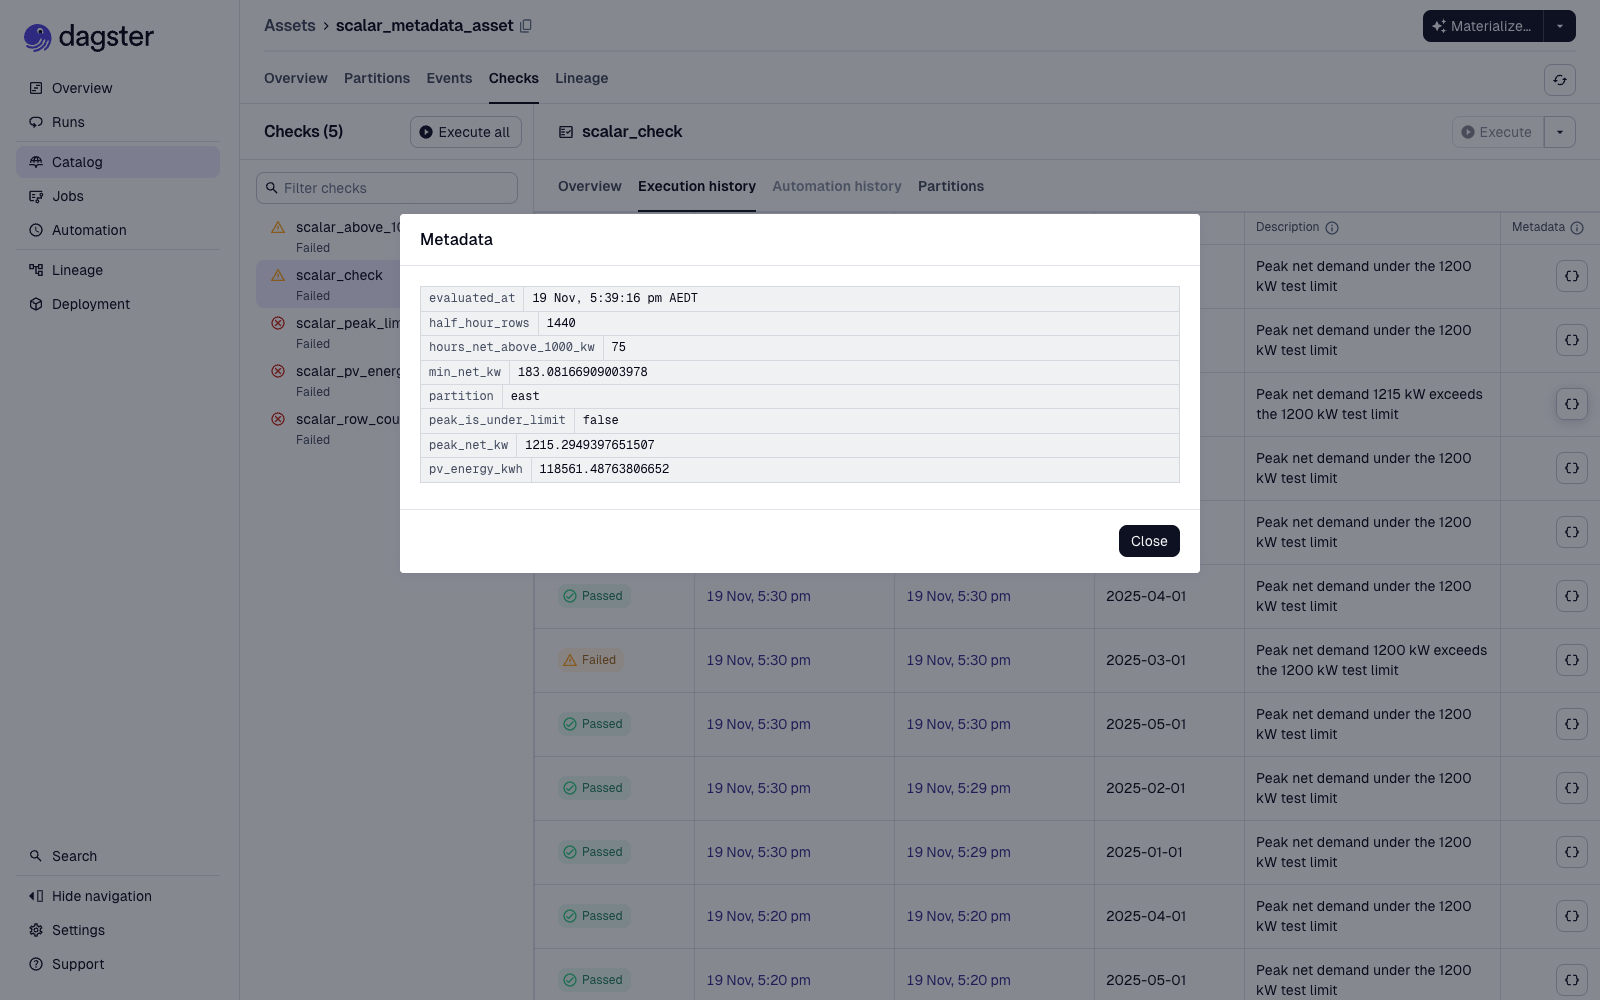 dagster
Overview
Runs
Catalog
Jobs
Automation
Lineage
Deployment
Search
Hide navigation
Settings
Support
Assets › scalar_metadata_asset
Materialize...
Overview Partitions Events Checks Lineage
Checks (5)
Execute all
Filter checks
scalar_above_10
Failed
scalar_check
Failed
scalar_peak_lim
Failed
scalar_pv_energ
Failed
scalar_row_cou
Failed
scalar_check
Execute
Overview Execution history Automation history Partitions
Description Metadata
Peak net demand under the 1200
kW test limit
Peak net demand under the 1200
kW test limit
Peak net demand 1215 kW exceeds
the 1200 kW test limit
Peak net demand under the 1200
kW test limit
Peak net demand under the 1200
kW test limit
Metadata
evaluated_at 19 Nov, 5:39:16 pm AEDT
half_hour_rows 1440
hours_net_above_1000_kw 75
min_net_kw 183.08166909003978
partition east
peak_is_under_limit false
peak_net_kw 1215.2949397651507
pv_energy_kwh 118561.48763806652
Close
Passed 19 Nov, 5:30 pm 19 Nov, 5:30 pm 2025-04-01 Peak net demand under the 1200
kW test limit
Failed 19 Nov, 5:30 pm 19 Nov, 5:30 pm 2025-03-01 Peak net demand 1200 kW exceeds
the 1200 kW test limit
Passed 19 Nov, 5:30 pm 19 Nov, 5:30 pm 2025-05-01 Peak net demand under the 1200
kW test limit
Passed 19 Nov, 5:30 pm 19 Nov, 5:29 pm 2025-02-01 Peak net demand under the 1200
kW test limit
Passed 19 Nov, 5:30 pm 19 Nov, 5:29 pm 2025-01-01 Peak net demand under the 1200
kW test limit
Passed 19 Nov, 5:20 pm 19 Nov, 5:20 pm 2025-04-01 Peak net demand under the 1200
kW test limit
Passed 19 Nov, 5:20 pm 19 Nov, 5:20 pm 2025-05-01 Peak net demand under the 1200
kW test limit